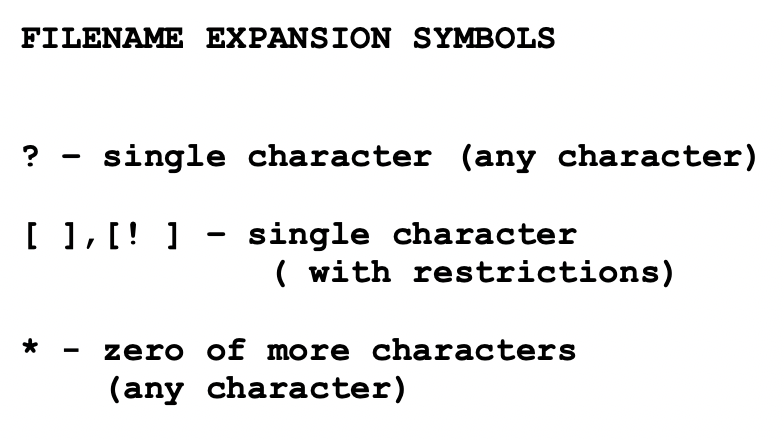 FILENAME EXPANSION SYMBOLS
? – single character (any character)
[ ],[! ] – single character
( with restrictions)
* - zero of more characters
(any character)